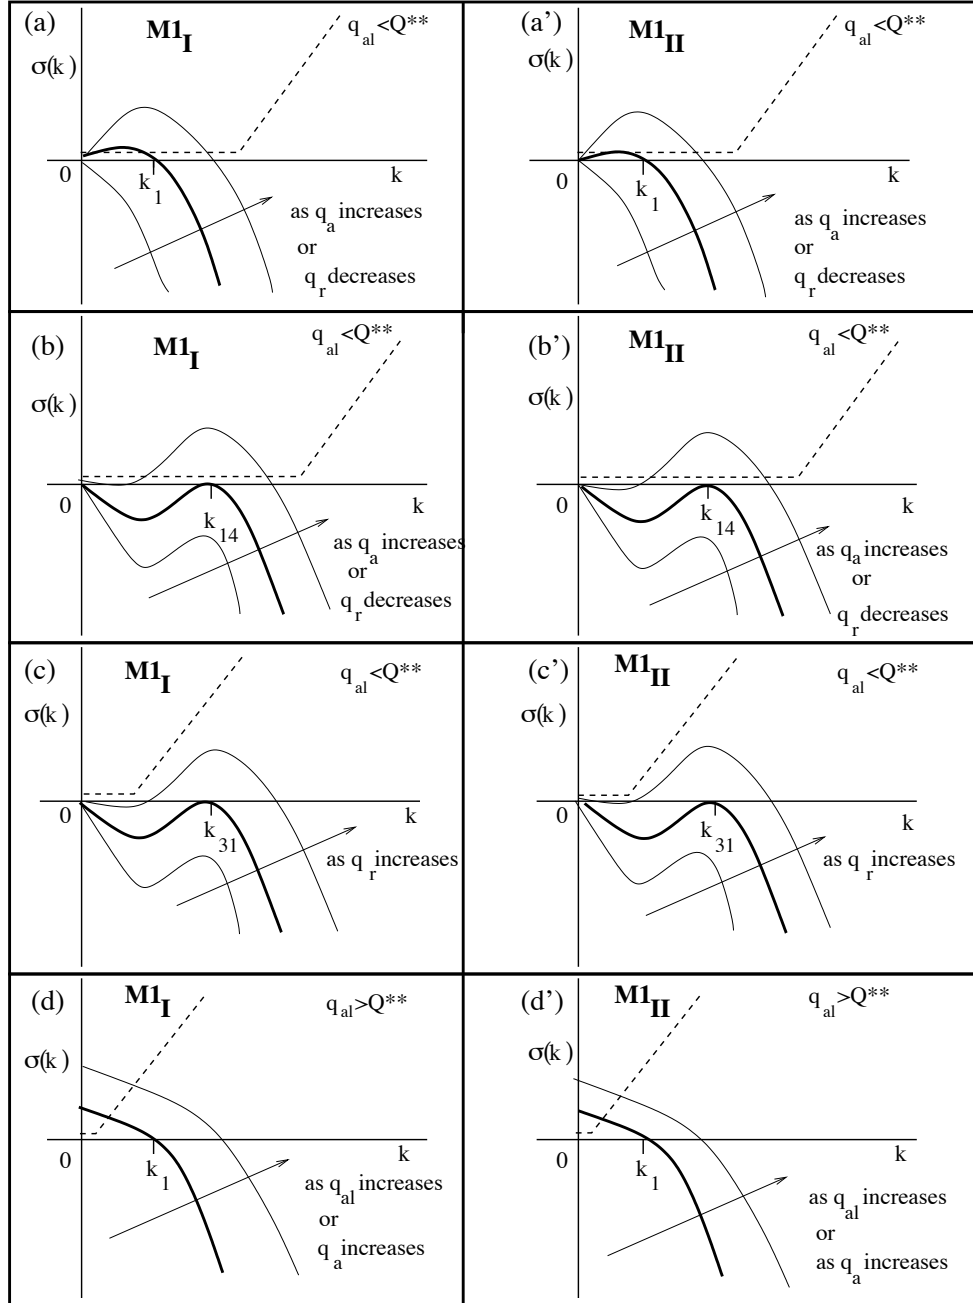 (a) M1I qal<Q**
σ(k)
0 k1 k
as qa increases
or
qr decreases
(a') M1II qal<Q**
σ(k)
0 k1 k
as qa increases
or
qr decreases
(b) M1I qal<Q**
σ(k)
0 k14 k
as qa increases
or
qr decreases
(b') M1II qal<Q**
σ(k)
0 k14 k
as qa increases
or
qr decreases
(c) M1I qal<Q**
σ(k)
0 k31 k
as qr increases
(c') M1II qal<Q**
σ(k)
0 k31 k
as qr increases
(d) M1I qal>Q**
σ(k)
0 k1 k
as qal increases
or
qa increases
(d') M1II qal>Q**
σ(k)
0 k1 k
as qal increases
or
as qa increases